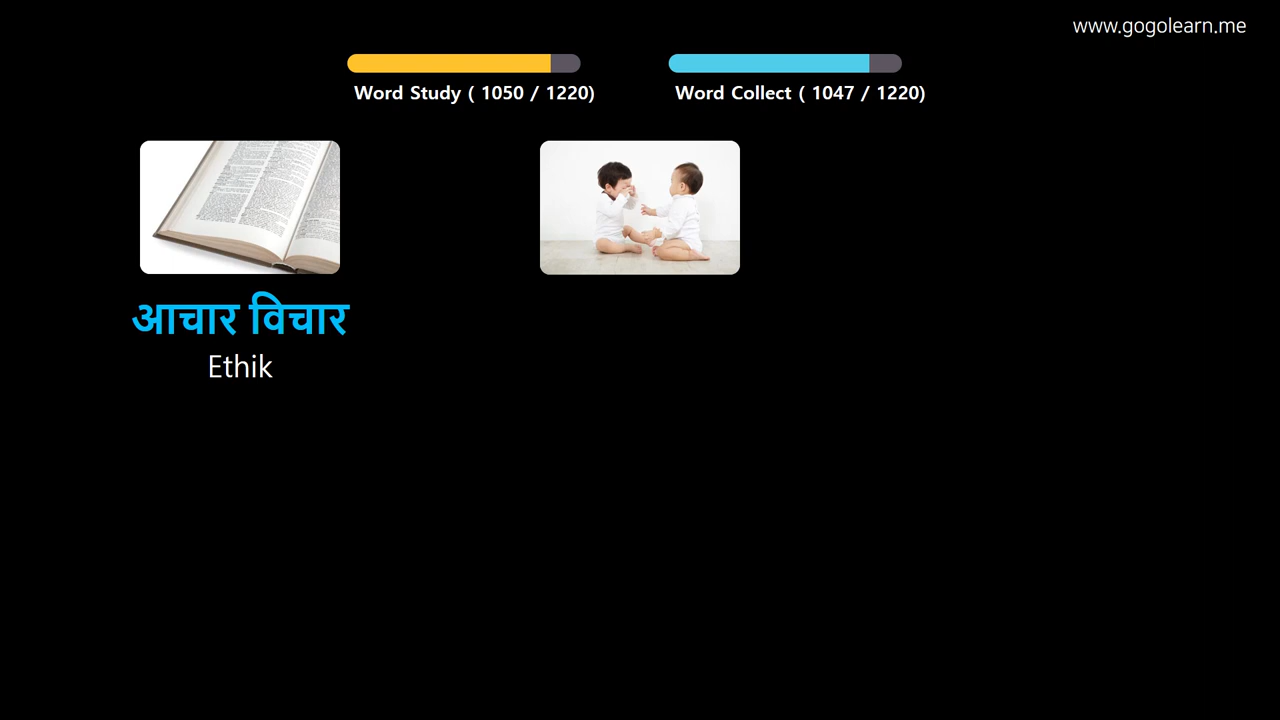 www.gogolearn.me
Word Study ( 1050 / 1220)
Word Collect ( 1047 / 1220)
आचार विचार
Ethik